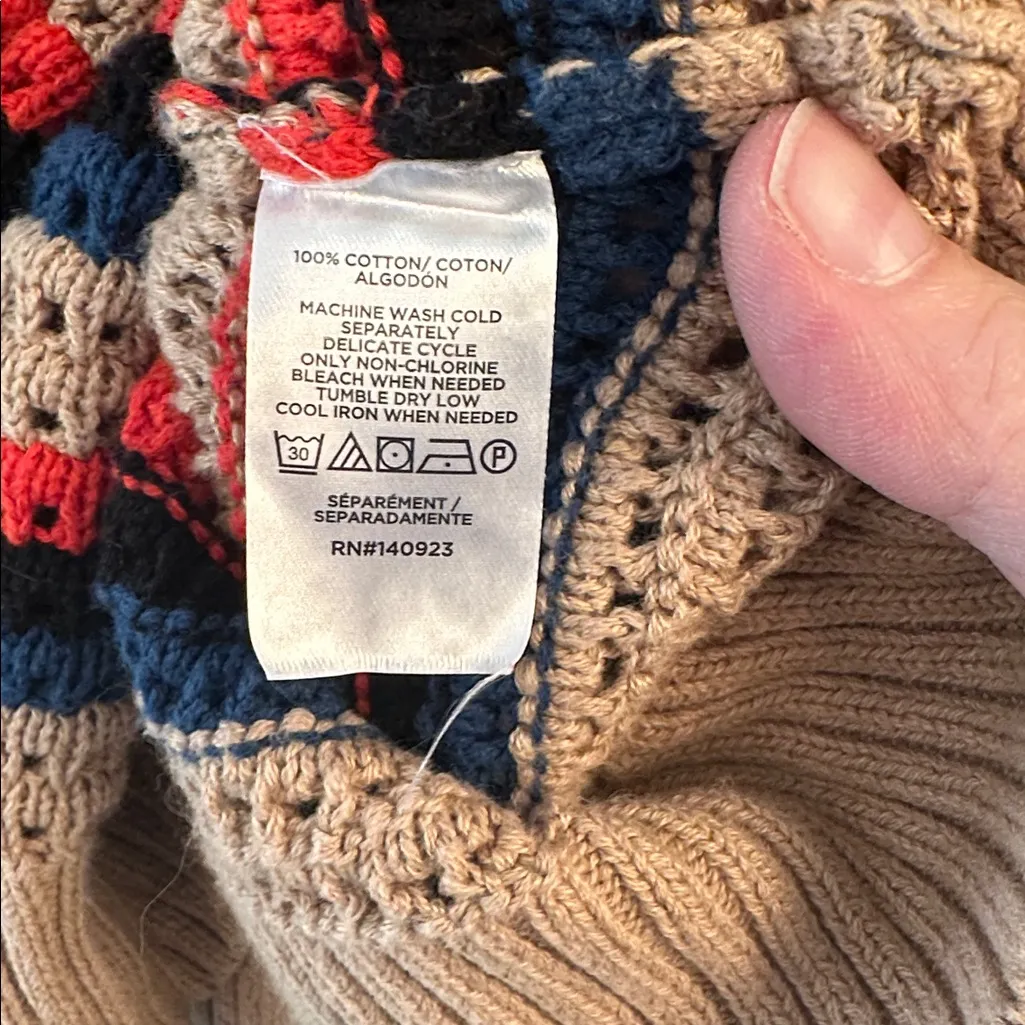 100% COTTON/ COTON/
ALGODÓN
MACHINE WASH COLD
SEPARATELY
DELICATE CYCLE
ONLY NON-CHLORINE
BLEACH WHEN NEEDED
TUMBLE DRY LOW
COOL IRON WHEN NEEDED
30 P
SÉPARÉMENT /
SEPARADAMENTE
RN#140923